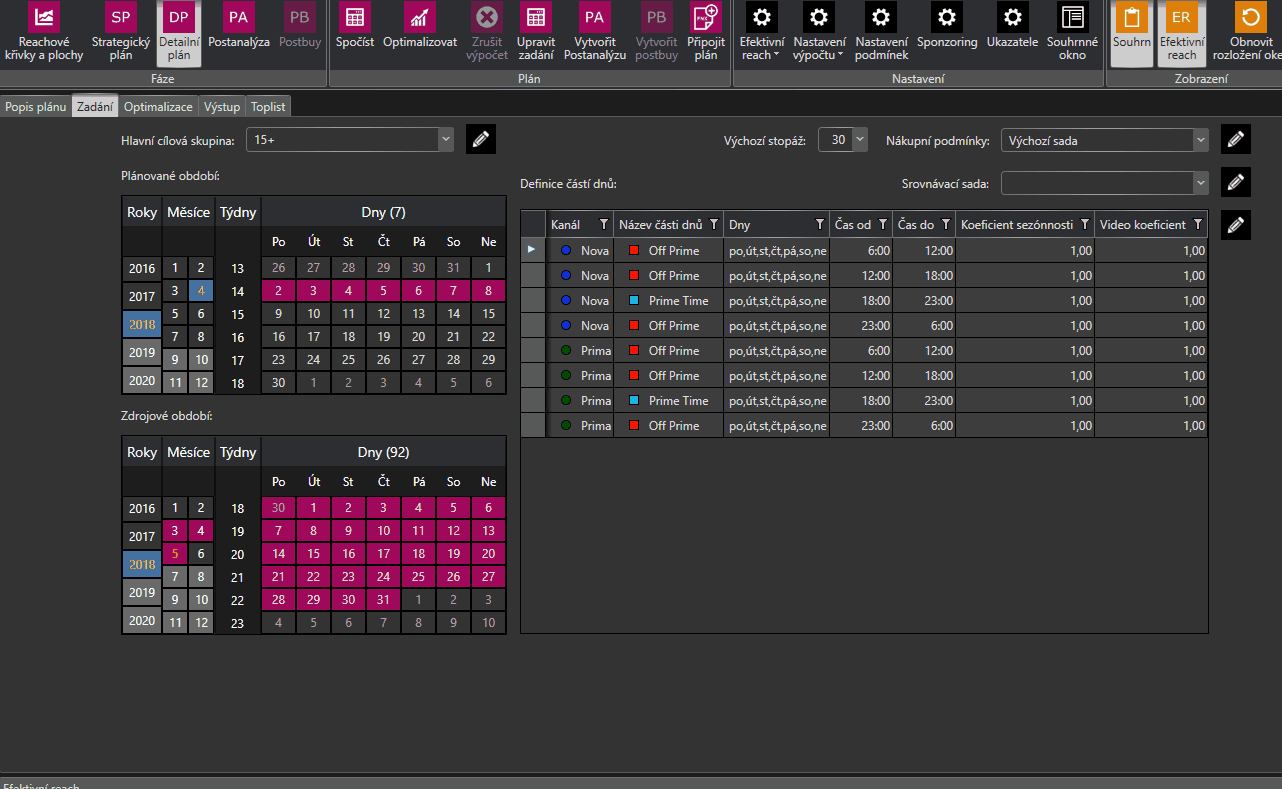 SP DP PA PB PA PB ER
Reachové křivky a plochy
Strategický plán
Detailní plán
Postanalýza
Postbuy
Spočíst
Optimalizovat
Zrušit výpočet
Upravit zadání
Vytvořit Postanalýzu
Vytvořit postbuy
Připojit plán
Efektivní reach
Nastavení výpočtu
Nastavení podmínek
Sponzoring
Ukazatele
Souhrnné okno
Souhrn
Efektivní reach
Obnovit rozložení oke
Fáze Plán Nastavení Zobrazení
Popis plánu Zadání Optimalizace Výstup Toplist
Hlavní cílová skupina: 15+ Výchozí stopáž: 30 Nákupní podmínky: Výchozí sada
Plánované období:
Roky Měsíce Týdny Dny (7)
Po Út St Čt Pá So Ne
2016 1 2 13 26 27 28 29 30 31 1
2017 3 4 14 2 3 4 5 6 7 8
2018 5 6 15 9 10 11 12 13 14 15
7 8 16 16 17 18 19 20 21 22
2019 9 10 17 23 24 25 26 27 28 29
2020 11 12 18 30 1 2 3 4 5 6
Zdrojové období:
Roky Měsíce Týdny Dny (92)
Po Út St Čt Pá So Ne
2016 1 2 18 30 1 2 3 4 5 6
2017 3 4 19 7 8 9 10 11 12 13
2018 5 6 20 14 15 16 17 18 19 20
7 8 21 21 22 23 24 25 26 27
2019 9 10 22 28 29 30 31 1 2 3
2020 11 12 23 4 5 6 7 8 9 10
Definice částí dnů: Srovnávací sada:
Kanál Název části dnů Dny Čas od Čas do Koeficient sezónnosti Video koeficient
Nova Off Prime po,út,st,čt,pá,so,ne 6:00 12:00 1,00 1,00
Nova Off Prime po,út,st,čt,pá,so,ne 12:00 18:00 1,00 1,00
Nova Prime Time po,út,st,čt,pá,so,ne 18:00 23:00 1,00 1,00
Nova Off Prime po,út,st,čt,pá,so,ne 23:00 6:00 1,00 1,00
Prima Off Prime po,út,st,čt,pá,so,ne 6:00 12:00 1,00 1,00
Prima Off Prime po,út,st,čt,pá,so,ne 12:00 18:00 1,00 1,00
Prima Prime Time po,út,st,čt,pá,so,ne 18:00 23:00 1,00 1,00
Prima Off Prime po,út,st,čt,pá,so,ne 23:00 6:00 1,00 1,00
Efektivní reach